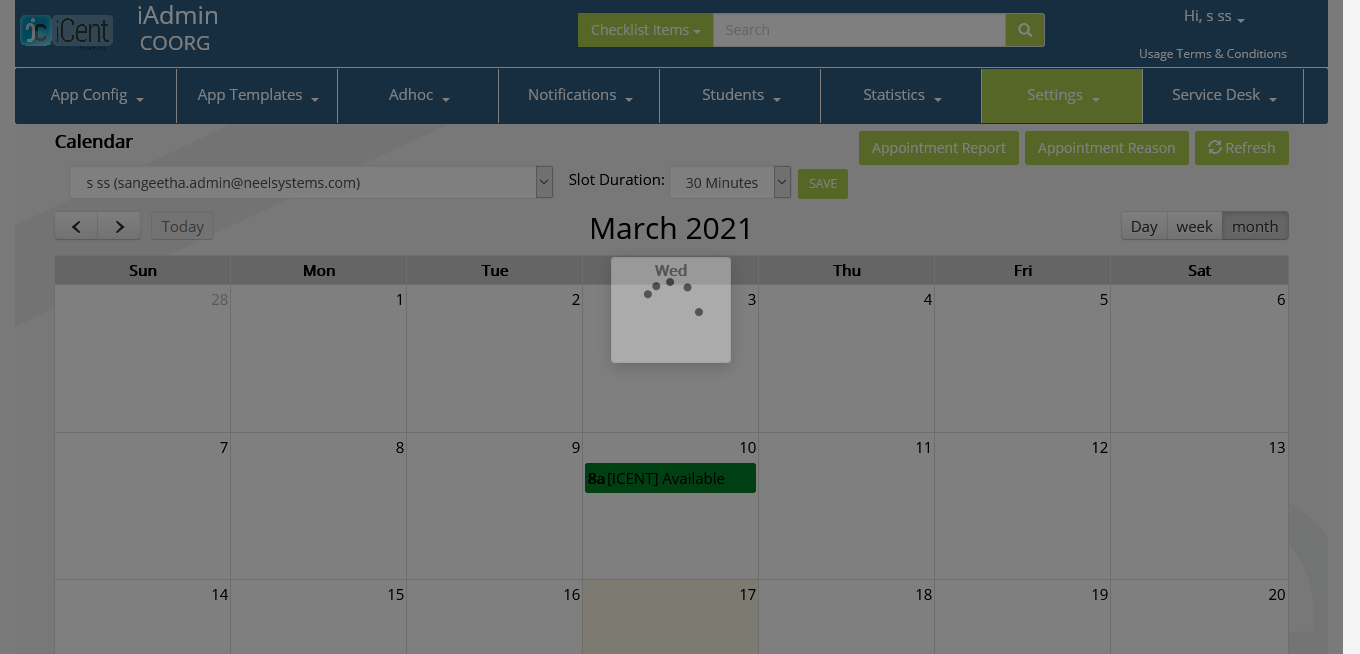 iCent
iAdmin
COORG
Checklist Items
Search
Hi, s ss
Usage Terms & Conditions
App Config
App Templates
Adhoc
Notifications
Students
Statistics
Settings
Service Desk
Calendar
Appointment Report
Appointment Reason
Refresh
s ss (sangeetha.admin@neelsystems.com)
Slot Duration:
30 Minutes
SAVE
Today
March 2021
Day
week
month
Sun Mon Tue Wed Thu Fri Sat
28 1 2 3 4 5 6
7 8 9 10 11 12 13
8a [ICENT] Available
14 15 16 17 18 19 20